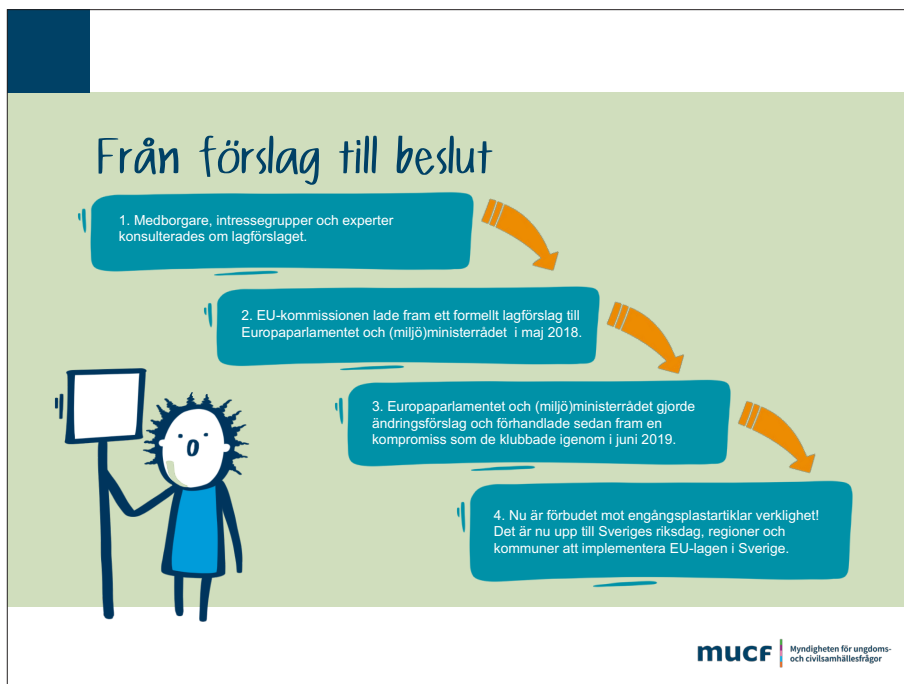 Från förslag till beslut
1. Medborgare, intressegrupper och experter
konsulterades om lagförslaget.
2. EU-kommissionen lade fram ett formellt lagförslag till
Europaparlamentet och (miljö)ministerrådet i maj 2018.
3. Europaparlamentet och (miljö)ministerrådet gjorde
ändringsförslag och förhandlade sedan fram en
kompromiss som de klubbade igenom i juni 2019.
4. Nu är förbudet mot engångsplastartiklar verklighet!
Det är nu upp till Sveriges riksdag, regioner och
kommuner att implementera EU-lagen i Sverige.
mucf
Myndigheten för ungdoms-
och civilsamhällesfrågor